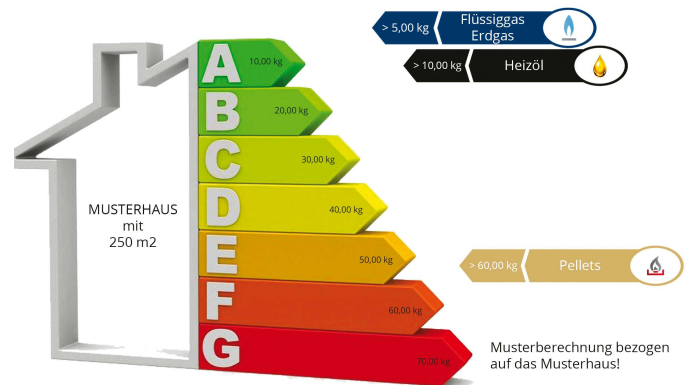 > 5,00 kg
Flüssiggas
Erdgas
> 10,00 kg
Heizöl
A
10,00 kg
B
20,00 kg
C
30,00 kg
D
40,00 kg
E
50,00 kg
F
60,00 kg
G
70,00 kg
MUSTERHAUS
mit
250 m2
> 60,00 kg
Pellets
Musterberechnung bezogen
auf das Musterhaus!